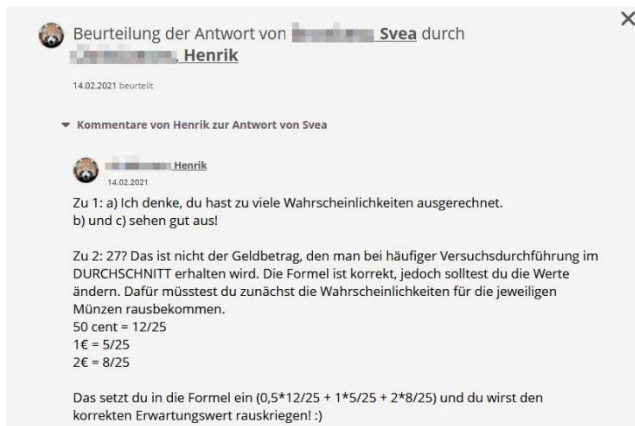 Beurteilung der Antwort von Svea durch
, Henrik
14.02.2021 beurteilt
Kommentare von Henrik zur Antwort von Svea
Henrik
14.02.2021
Zu 1: a) Ich denke, du hast zu viele Wahrscheinlichkeiten ausgerechnet.
b) und c) sehen gut aus!
Zu 2: 27? Das ist nicht der Geldbetrag, den man bei häufiger Versuchsdurchführung im
DURCHSCHNITT erhalten wird. Die Formel ist korrekt, jedoch solltest du die Werte
ändern. Dafür müsstest du zunächst die Wahrscheinlichkeiten für die jeweiligen
Münzen rausbekommen.
50 cent = 12/25
1€ = 5/25
2€ = 8/25
Das setzt du in die Formel ein (0,5*12/25 + 1*5/25 + 2*8/25) und du wirst den
korrekten Erwartungswert rauskriegen! :)